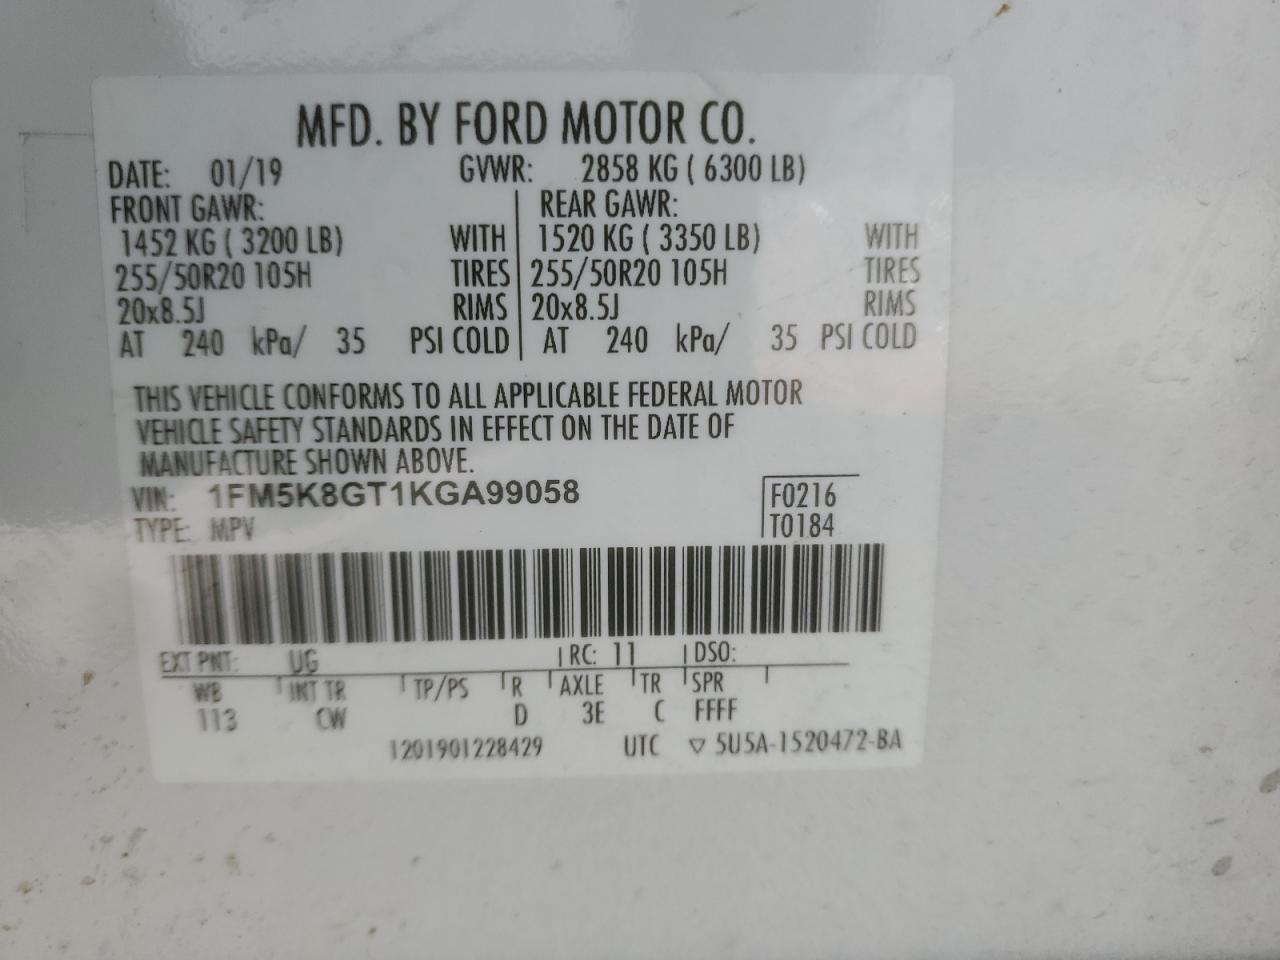 MFD. BY FORD MOTOR CO.
DATE: 01/19 GVWR: 2858 KG ( 6300 LB)
FRONT GAWR: REAR GAWR:
1452 KG ( 3200 LB) WITH 1520 KG ( 3350 LB) WITH
255/50R20 105H TIRES 255/50R20 105H TIRES
20x8.5J RIMS 20x8.5J RIMS
AT 240 kPa/ 35 PSI COLD AT 240 kPa/ 35 PSI COLD
THIS VEHICLE CONFORMS TO ALL APPLICABLE FEDERAL MOTOR
VEHICLE SAFETY STANDARDS IN EFFECT ON THE DATE OF
MANUFACTURE SHOWN ABOVE.
VIN: 1FM5K8GT1KGA99058 F0216
TYPE: MPV T0184
EXT PNT: UG RC: 11 DSO:
WB INT TR TP/PS R AXLE TR SPR
113 CW D 3E C FFFF
1201901228429 UTC ▽ 5U5A-1520472-BA